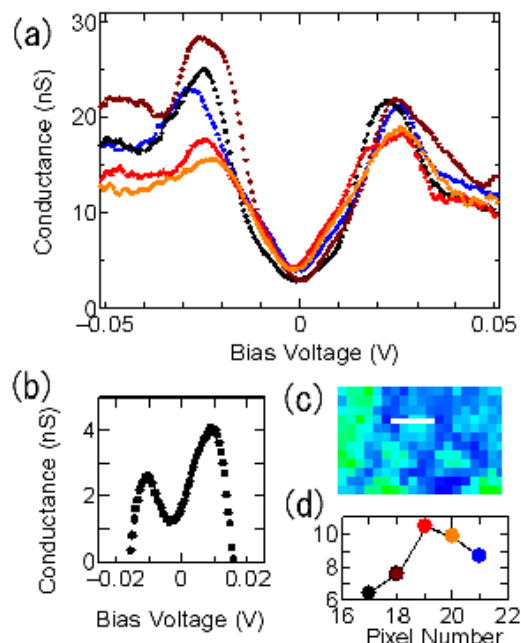 (a)
30
20
10
0
Conductance (nS)
−0.05
0
0.05
Bias Voltage (V)
(b)
4
2
0
Conductance (nS)
−0.02
0
0.02
Bias Voltage (V)
(c)
(d)
10
8
6
16
18
20
22
Pixel Number